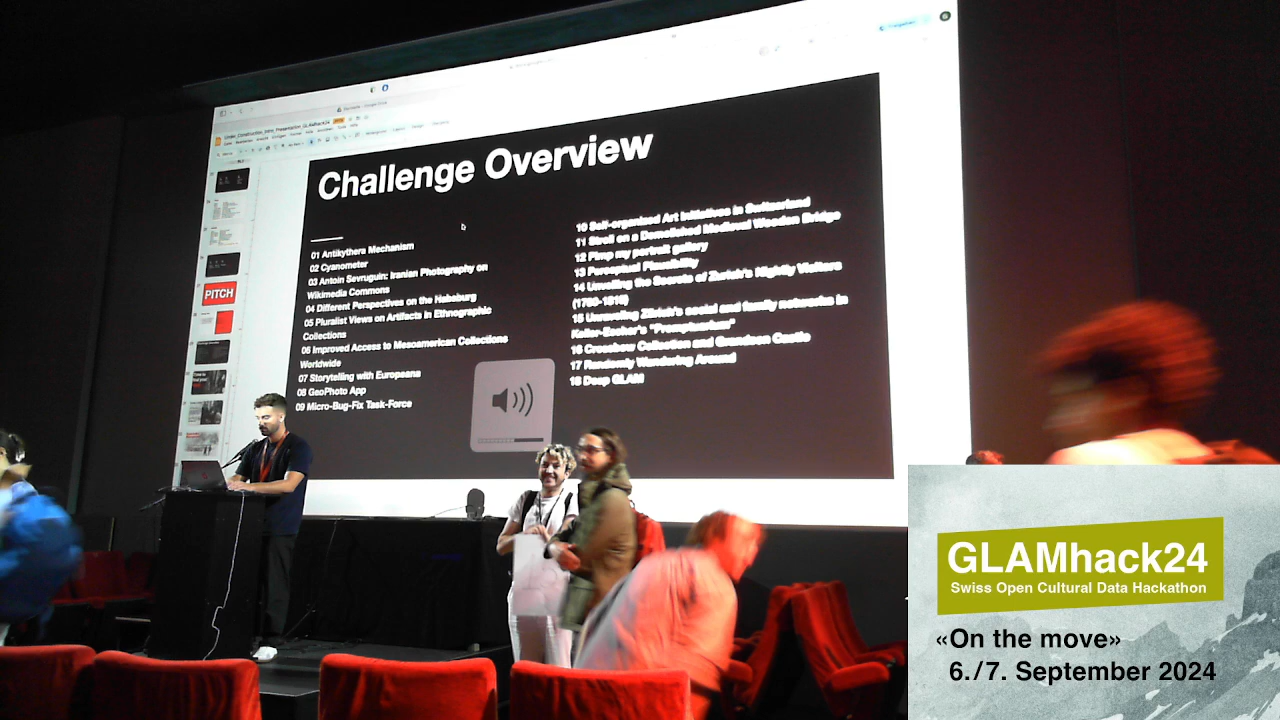 Under_Construction_Intro_Presentation_GLAMhack24
PITCH
Challenge Overview
01 Antikythera Mechanism
02 Cyanometer
03 Antoin Sevruguin: Iranian Photography on
Wikimedia Commons
04 Different Perspectives on the Habsburg
05 Pluralist Views on Artifacts in Ethnographic
Collections
06 Improved Access to Mesoamerican Collections
Worldwide
07 Storytelling with Europeana
08 GeoPhoto App
09 Micro-Bug-Fix Task-Force
10 Self-organised Art Initiatives in Switzerland
11 Stroll on a Demolished Medieval Wooden Bridge
12 Pimp my portrait gallery
13 Perceptual Plausibility
14 Unveiling the Secrets of Zurich's Nightly Visitors
15 Unraveling Zürich's social and family networks in
Keller-Escher's "Promptuarium"
16 Crossbow Collection and Grandson Castle
17 Randomly Wandering Around
18 Deep GLAM
GLAMhack24
Swiss Open Cultural Data Hackathon
«On the move»
6./7. September 2024